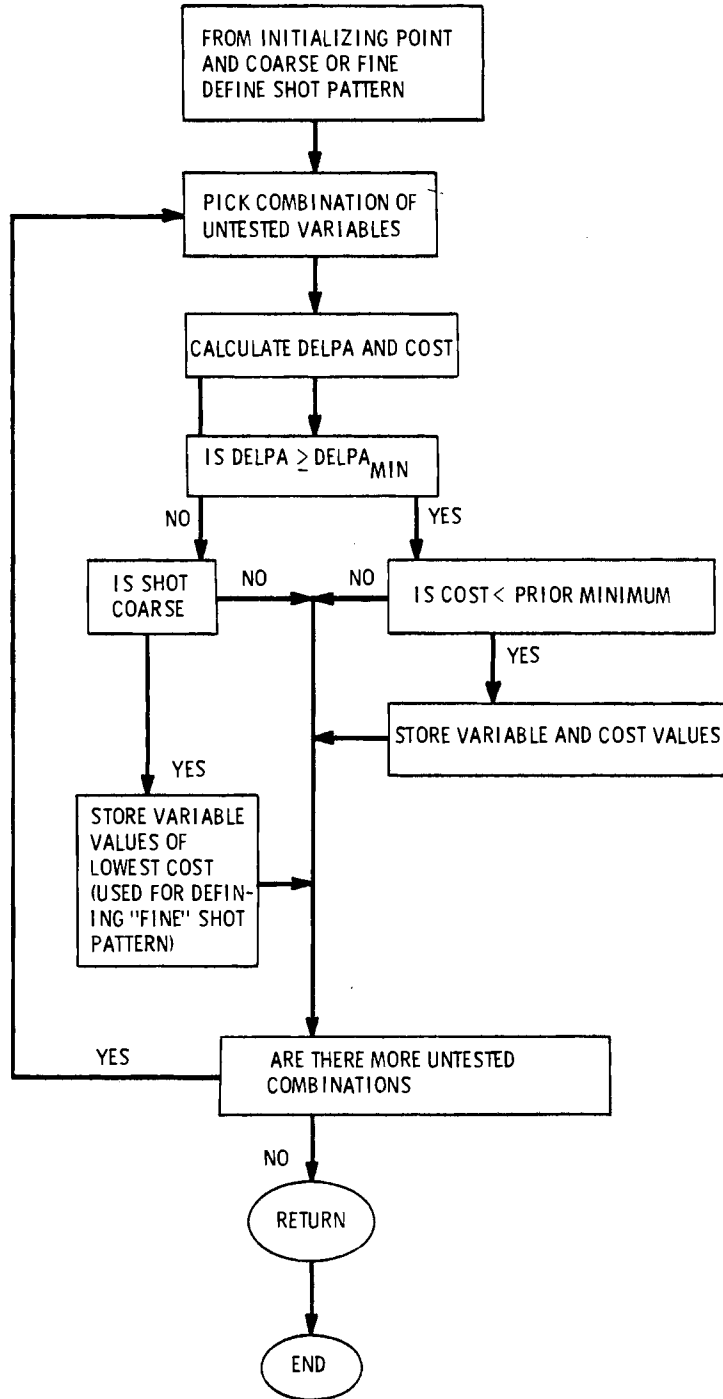 FROM INITIALIZING POINT
AND COARSE OR FINE
DEFINE SHOT PATTERN
PICK COMBINATION OF
UNTESTED VARIABLES
CALCULATE DELPA AND COST
IS DELPA ≥ DELPA MIN
NO
YES
IS SHOT
COARSE
NO
NO
IS COST < PRIOR MINIMUM
YES
STORE VARIABLE AND COST VALUES
YES
STORE VARIABLE
VALUES OF
LOWEST COST
(USED FOR DEFIN-
ING "FINE" SHOT
PATTERN)
YES
ARE THERE MORE UNTESTED
COMBINATIONS
NO
RETURN
END